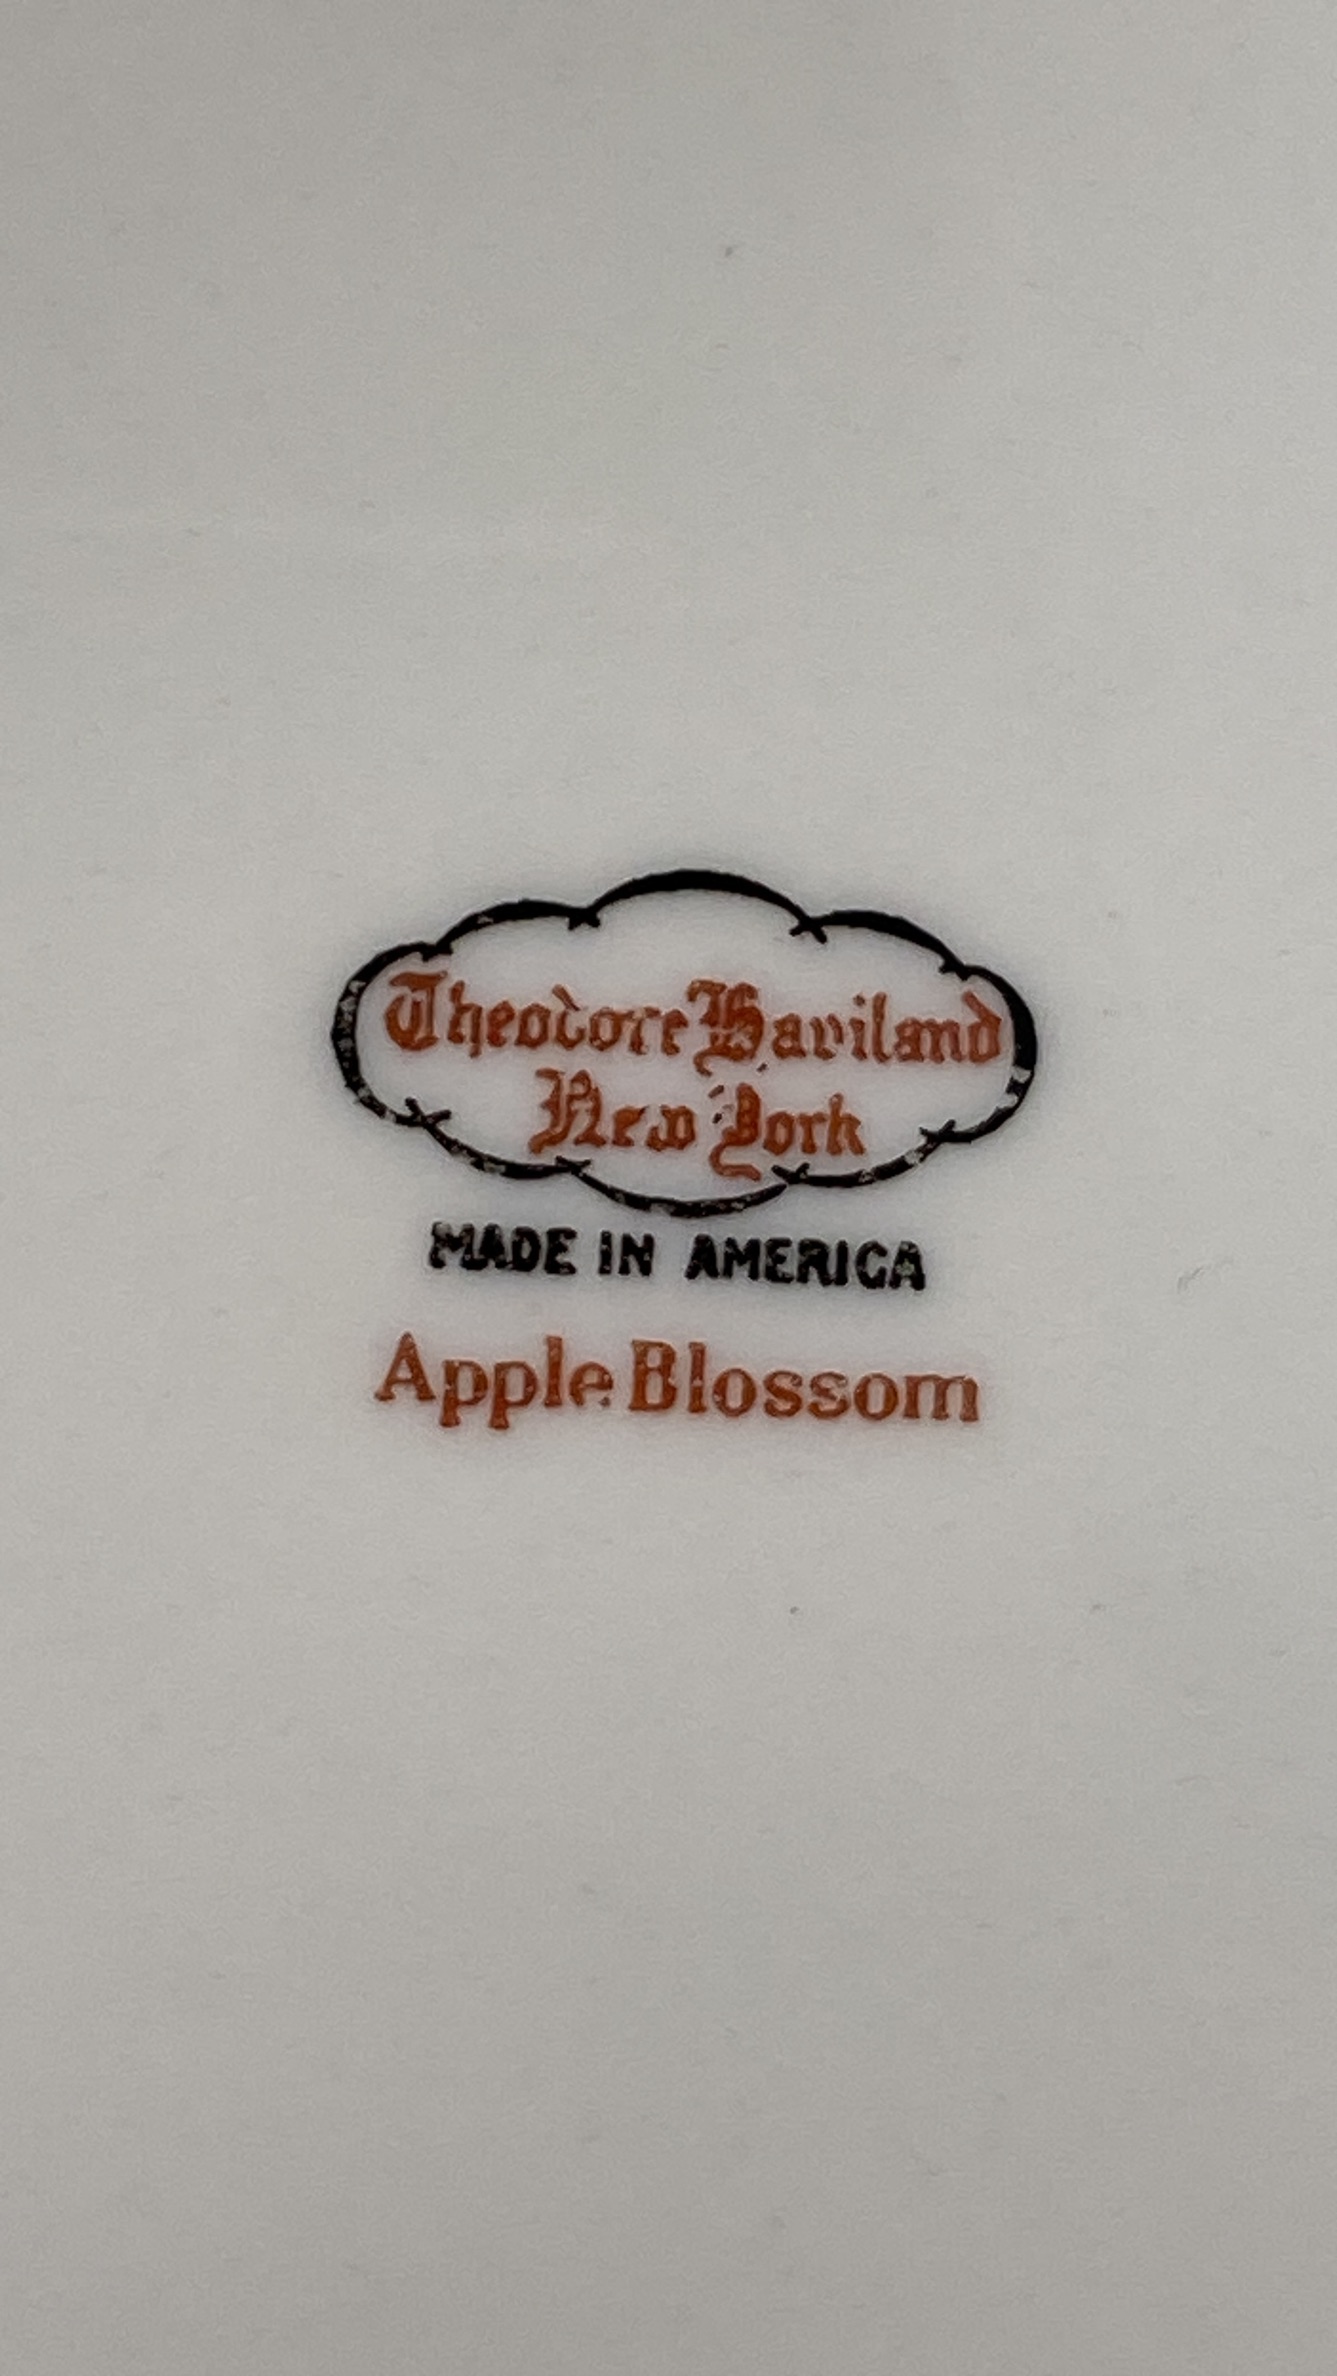 Theodore Haviland
New York
MADE IN AMERICA
Apple Blossom